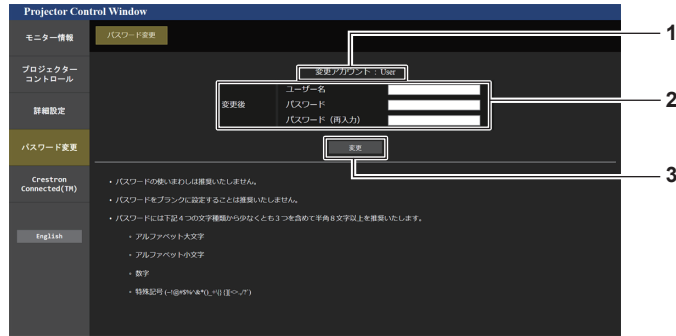 Projector Control Window
モニター情報
プロジェクター
コントロール
詳細設定
パスワード変更
Crestron
Connected(TM)
English
パスワード変更
1
変更アカウント：User
変更後
ユーザー名
パスワード
パスワード（再入力）
2
変更
3
• パスワードの使いまわしは推奨いたしません。
• パスワードをブランクに設定することは推奨いたしません。
• パスワードには下記４つの文字種類から少なくとも３つを含めて半角８文字以上を推奨いたします。
• アルファベット大文字
• アルファベット小文字
• 数字
• 特殊記号